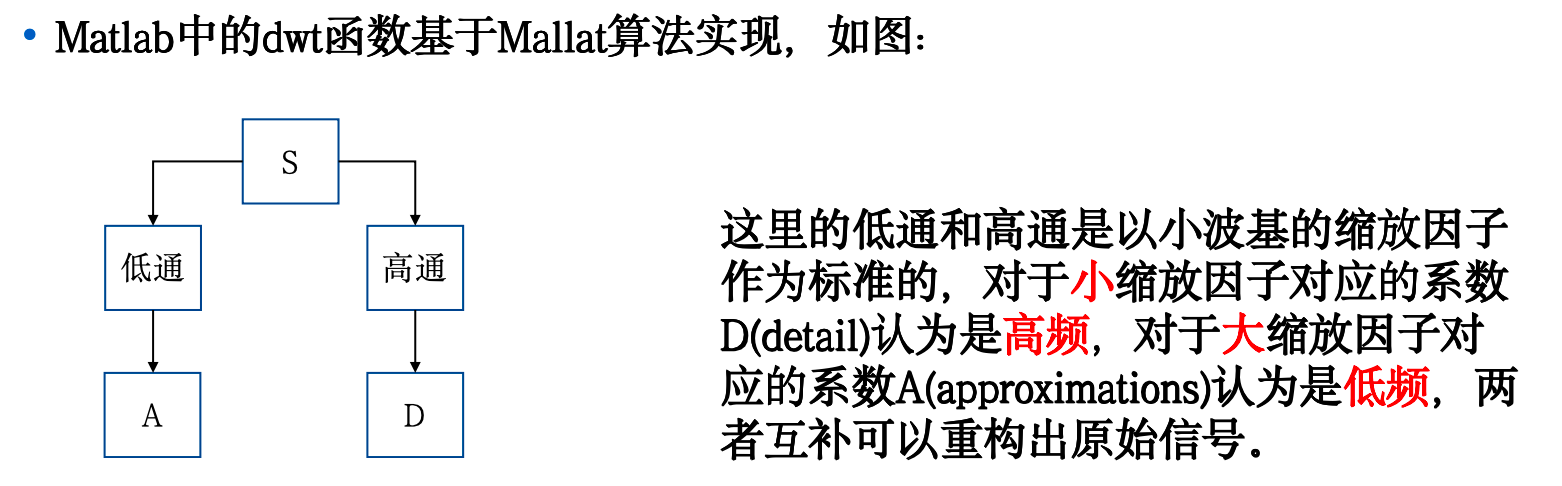 • Matlab中的dwt函数基于Mallat算法实现，如图：
S
低通
高通
A
D
这里的低通和高通是以小波基的缩放因子
作为标准的，对于小缩放因子对应的系数
D(detail)认为是高频，对于大缩放因子对
应的系数A(approximations)认为是低频，两
者互补可以重构出原始信号。